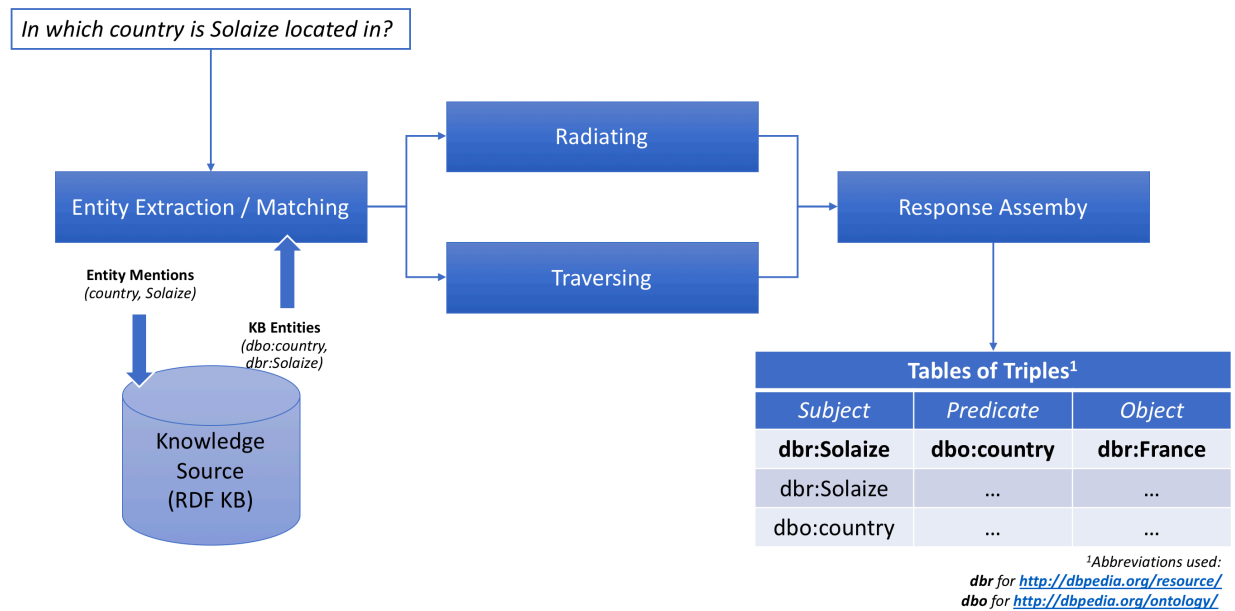 In which country is Solaize located in?
Radiating
Entity Extraction / Matching
Response Assemby
Traversing
Entity Mentions
(country, Solaize)
KB Entities
(dbo:country,
dbr:Solaize)
Knowledge
Source
(RDF KB)
Tables of Triples¹
Subject Predicate Object
dbr:Solaize dbo:country dbr:France
dbr:Solaize ... ...
dbo:country ... ...
¹Abbreviations used:
dbr for http://dbpedia.org/resource/
dbo for http://dbpedia.org/ontology/